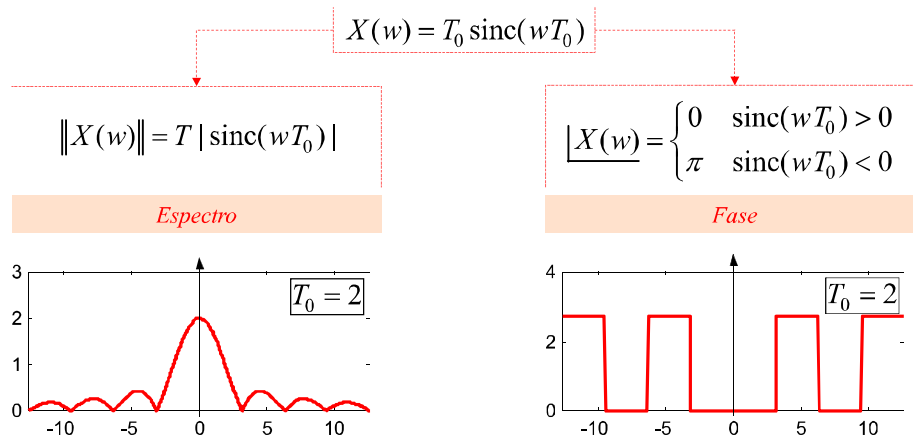 X(w) = T₀ sinc(wT₀)
‖X(w)‖ = T | sinc(wT₀) |
|X(w) = { 0 sinc(wT₀) > 0
π sinc(wT₀) < 0
Espectro
Fase
3
2
1
0
T₀ = 2
-10 -5 0 5 10
4
2
0
T₀ = 2
-10 -5 0 5 10